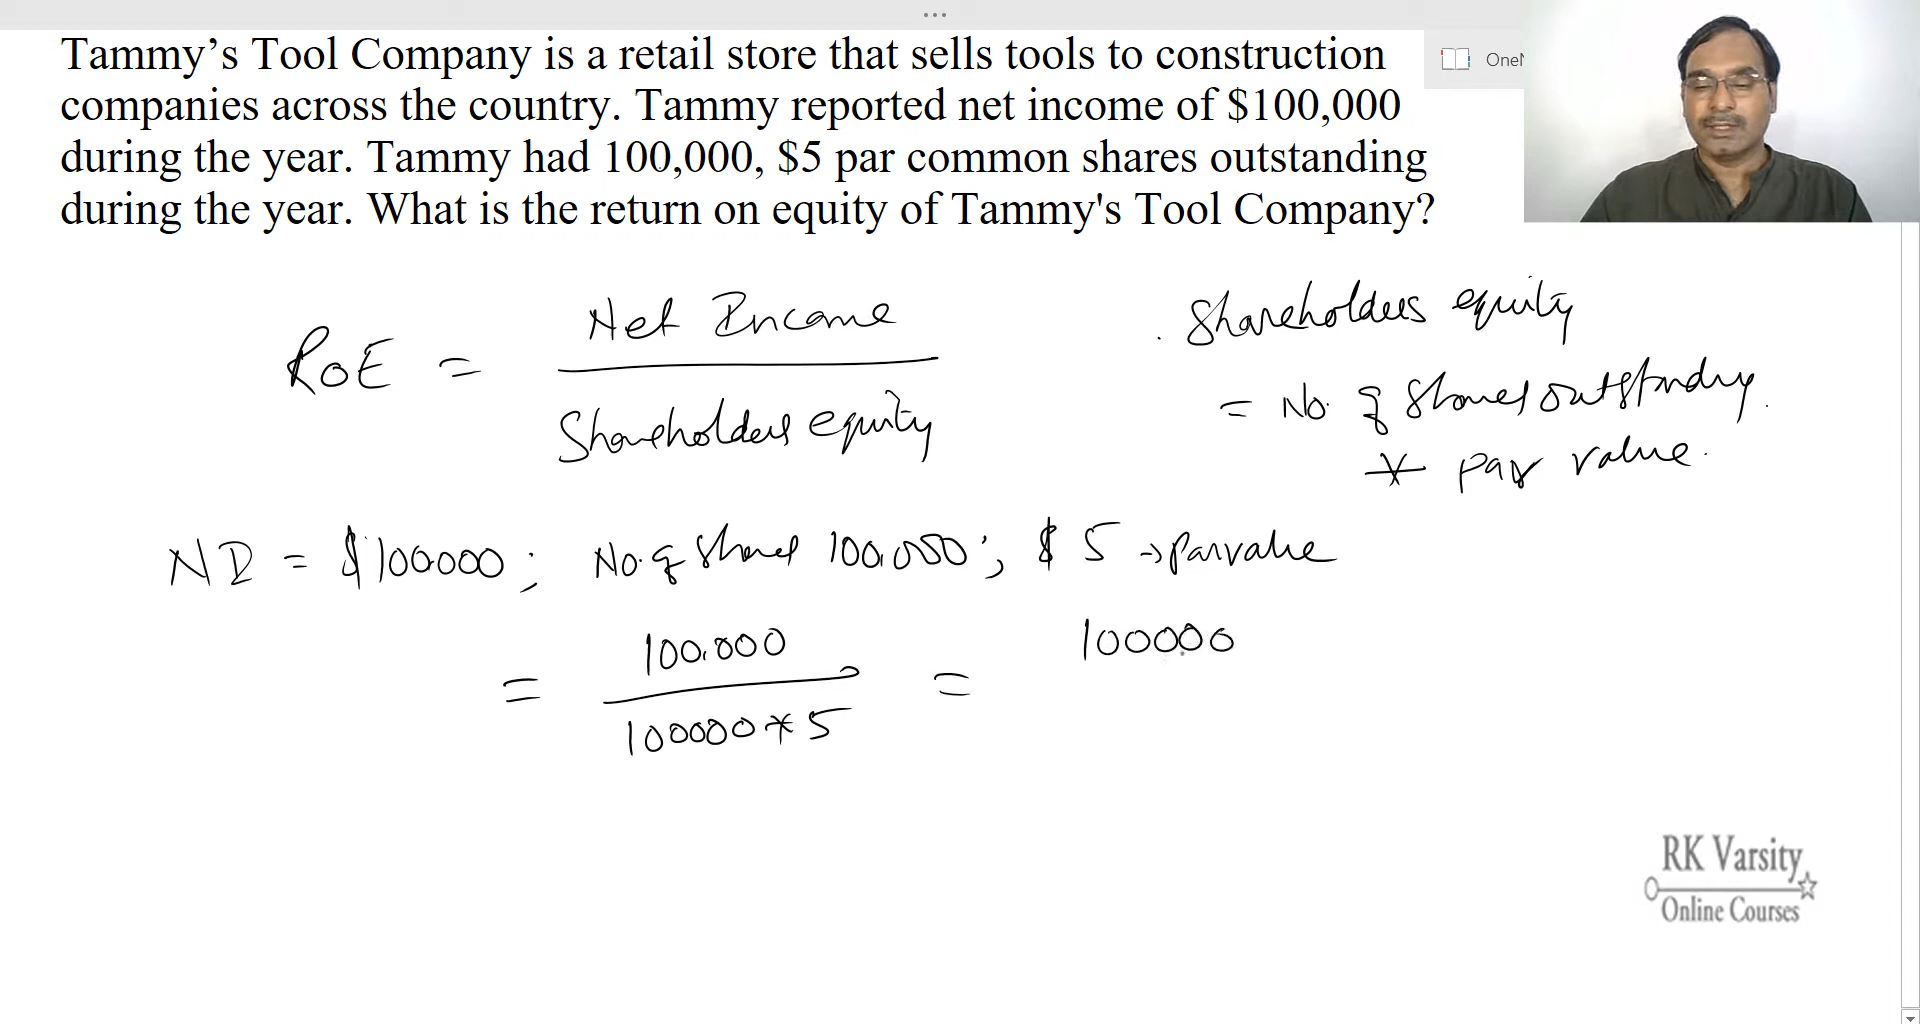 Tammy’s Tool Company is a retail store that sells tools to construction
companies across the country. Tammy reported net income of $100,000
during the year. Tammy had 100,000, $5 par common shares outstanding
during the year. What is the return on equity of Tammy's Tool Company?
OneN
RoE = Net Income
Shareholders equity
Shareholders equity
= No. of Shares outstanding.
* par value.
NI = $100,000; No. of Shares 100,000; $5 → Par value
= 100,000
100000 * 5
= 100000
RK Varsity
Online Courses